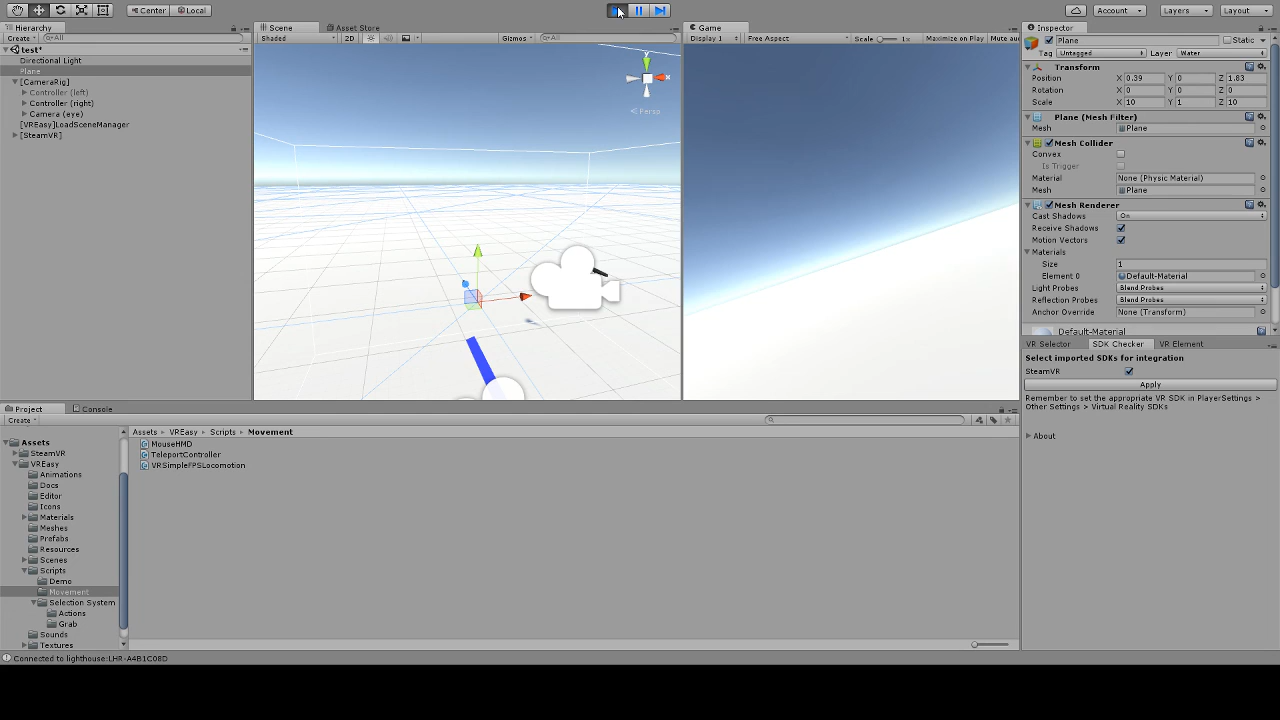 Center
Local
Account
Layers
Layout
Hierarchy
Create
All
test*
Directional Light
Plane
[CameraRig]
Controller (left)
Controller (right)
Camera (eye)
[VREasy]LoadSceneManager
[SteamVR]
Scene
Asset Store
Shaded
2D
Gizmos
All
y
x
Persp
Game
Display 1
Free Aspect
Scale
1x
Maximize on Play
Mute au
Inspector
Plane
Static
Tag
Untagged
Layer
Water
Transform
Position
X 0.39
Y 0
Z 1.83
Rotation
X 0
Y 0
Z 0
Scale
X 10
Y 1
Z 10
Plane (Mesh Filter)
Mesh
Plane
Mesh Collider
Convex
Is Trigger
Material
None (Physic Material)
Mesh
Plane
Mesh Renderer
Cast Shadows
On
Receive Shadows
Motion Vectors
Materials
Size
1
Element 0
Default-Material
Light Probes
Blend Probes
Reflection Probes
Blend Probes
Anchor Override
None (Transform)
Default-Material
VR Selector
SDK Checker
VR Element
Select imported SDKs for integration
SteamVR
Apply
Remember to set the appropriate VR SDK in PlayerSettings >
Other Settings > Virtual Reality SDKs
About
Project
Console
Create
Assets
SteamVR
VREasy
Animations
Docs
Editor
Icons
Materials
Meshes
Prefabs
Resources
Scenes
Scripts
Demo
Movement
Selection System
Actions
Grab
Sounds
Textures
Assets
VREasy
Scripts
Movement
MouseHMD
TeleportController
VRSimpleFPSLocomotion
Connected to lighthouse:LHR-A4B1C08D